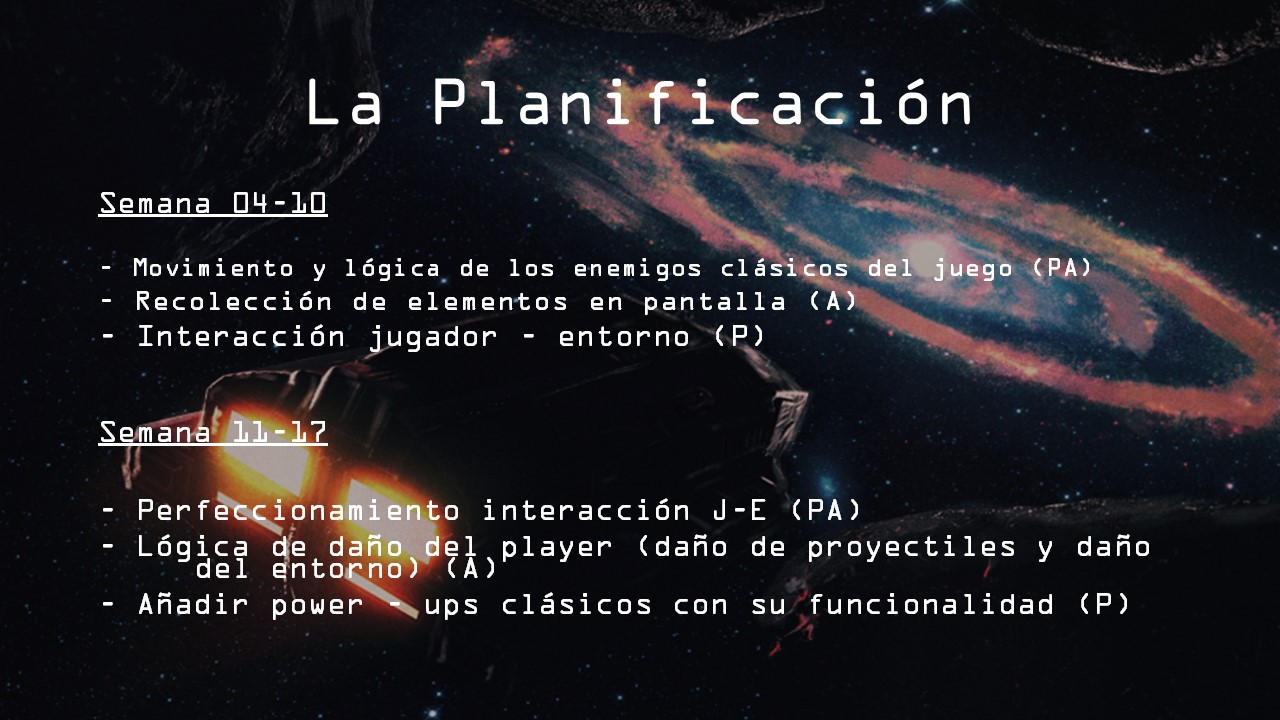 La Planificación
Semana 04-10
- Movimiento y lógica de los enemigos clásicos del juego (PA)
- Recolección de elementos en pantalla (A)
- Interacción jugador - entorno (P)
Semana 11-17
- Perfeccionamiento interacción J-E (PA)
- Lógica de daño del player (daño de proyectiles y daño
del entorno) (A)
- Añadir power - ups clásicos con su funcionalidad (P)